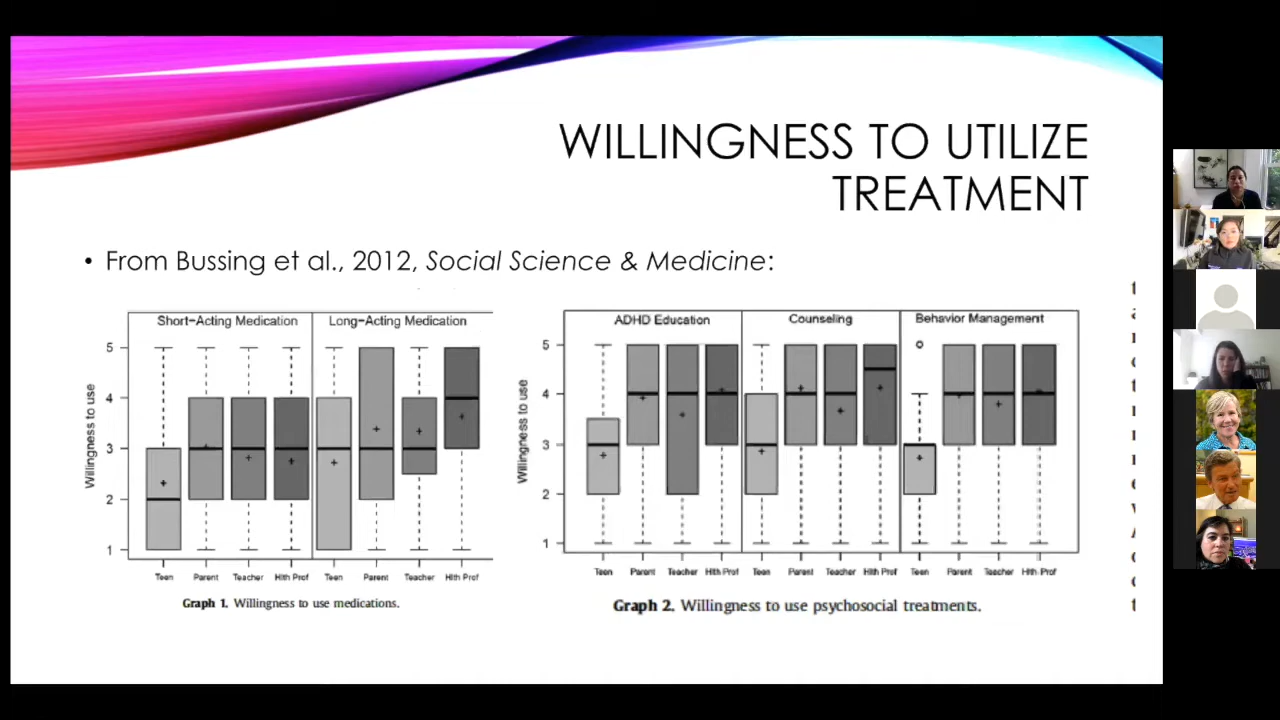 WILLINGNESS TO UTILIZE
TREATMENT
• From Bussing et al., 2012, Social Science & Medicine:
Short-Acting Medication
Long-Acting Medication
Willingness to use
5
4
3
2
1
Teen
Parent
Teacher
Hlth Prof
Teen
Parent
Teacher
Hlth Prof
Graph 1. Willingness to use medications.
ADHD Education
Counseling
Behavior Management
Willingness to use
5
4
3
2
1
Teen
Parent
Teacher
Hlth Prof
Teen
Parent
Teacher
Hlth Prof
Teen
Parent
Teacher
Hlth Prof
Graph 2. Willingness to use psychosocial treatments.